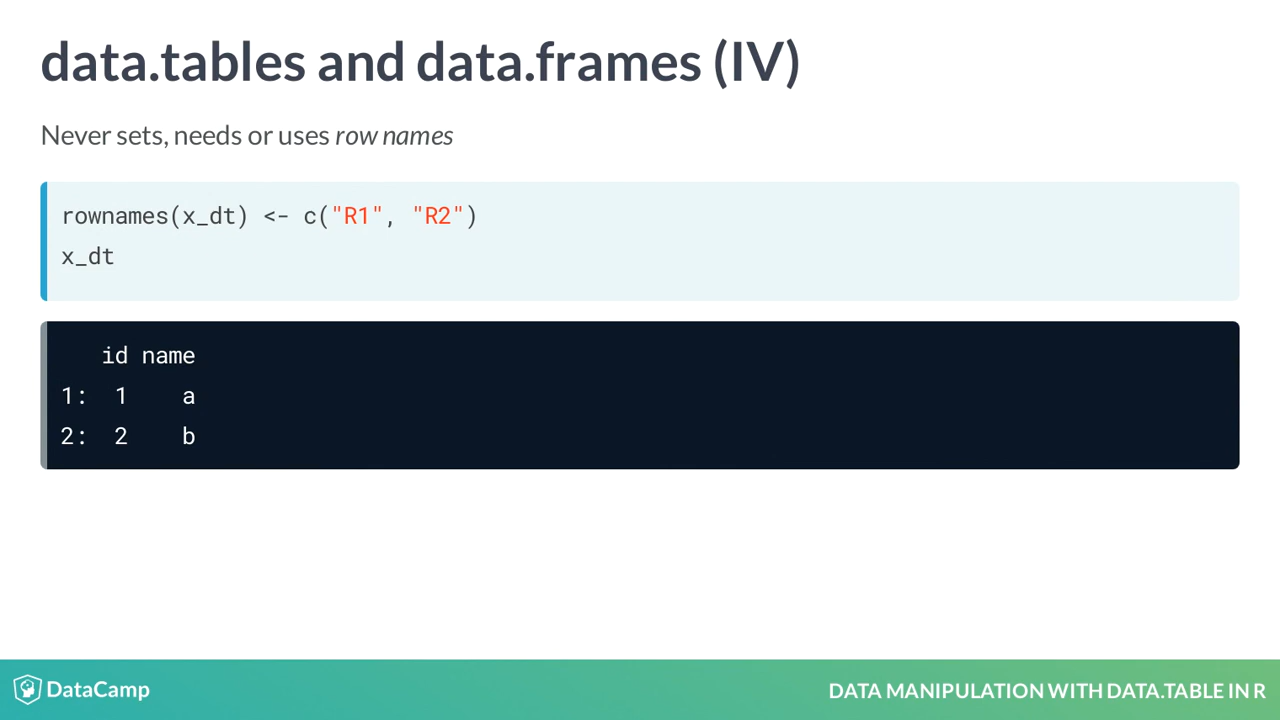 data.tables and data.frames (IV)
Never sets, needs or uses row names
rownames(x_dt) <- c("R1", "R2")
x_dt
   id name
1:  1    a
2:  2    b
DataCamp
DATA MANIPULATION WITH DATA.TABLE IN R